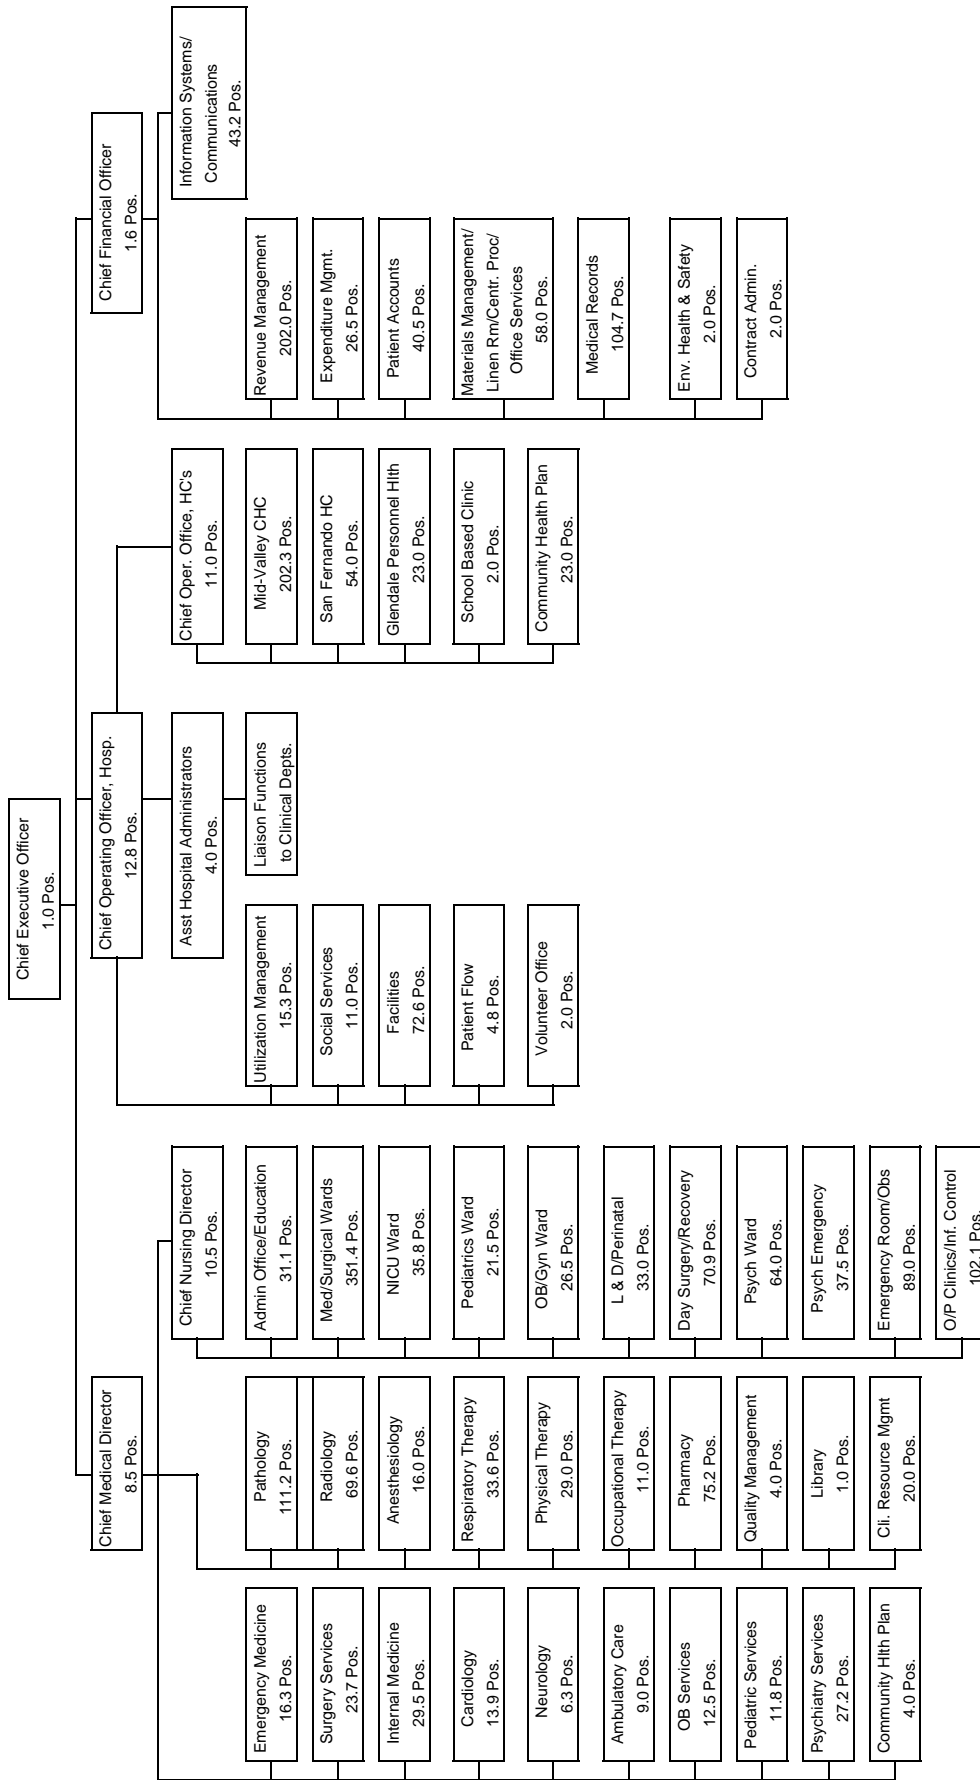 Chief Executive Officer
1.0 Pos.
Chief Medical Director
8.5 Pos.
Chief Operating Officer, Hosp.
12.8 Pos.
Chief Financial Officer
1.6 Pos.
Emergency Medicine
16.3 Pos.
Surgery Services
23.7 Pos.
Internal Medicine
29.5 Pos.
Cardiology
13.9 Pos.
Neurology
6.3 Pos.
Ambulatory Care
9.0 Pos.
OB Services
12.5 Pos.
Pediatric Services
11.8 Pos.
Psychiatry Services
27.2 Pos.
Community Hlth Plan
4.0 Pos.
Pathology
111.2 Pos.
Radiology
69.6 Pos.
Anesthesiology
16.0 Pos.
Respiratory Therapy
33.6 Pos.
Physical Therapy
29.0 Pos.
Occupational Therapy
11.0 Pos.
Pharmacy
75.2 Pos.
Quality Management
4.0 Pos.
Library
1.0 Pos.
Cli. Resource Mgmt
20.0 Pos.
Chief Nursing Director
10.5 Pos.
Admin Office/Education
31.1 Pos.
Med/Surgical Wards
351.4 Pos.
NICU Ward
35.8 Pos.
Pediatrics Ward
21.5 Pos.
OB/Gyn Ward
26.5 Pos.
L & D/Perinatal
33.0 Pos.
Day Surgery/Recovery
70.9 Pos.
Psych Ward
64.0 Pos.
Psych Emergency
37.5 Pos.
Emergency Room/Obs
89.0 Pos.
O/P Clinics/Inf. Control
102.1 Pos.
Utilization Management
15.3 Pos.
Social Services
11.0 Pos.
Facilities
72.6 Pos.
Patient Flow
4.8 Pos.
Volunteer Office
2.0 Pos.
Asst Hospital Administrators
4.0 Pos.
Liaison Functions
to Clinical Depts.
Chief Oper. Office, HC's
11.0 Pos.
Mid-Valley CHC
202.3 Pos.
San Fernando HC
54.0 Pos.
Glendale Personnel Hlth
23.0 Pos.
School Based Clinic
2.0 Pos.
Community Health Plan
23.0 Pos.
Revenue Management
202.0 Pos.
Expenditure Mgmt.
26.5 Pos.
Patient Accounts
40.5 Pos.
Materials Management/
Linen Rm/Centr. Proc/
Office Services
58.0 Pos.
Medical Records
104.7 Pos.
Env. Health & Safety
2.0 Pos.
Contract Admin.
2.0 Pos.
Information Systems/
Communications
43.2 Pos.